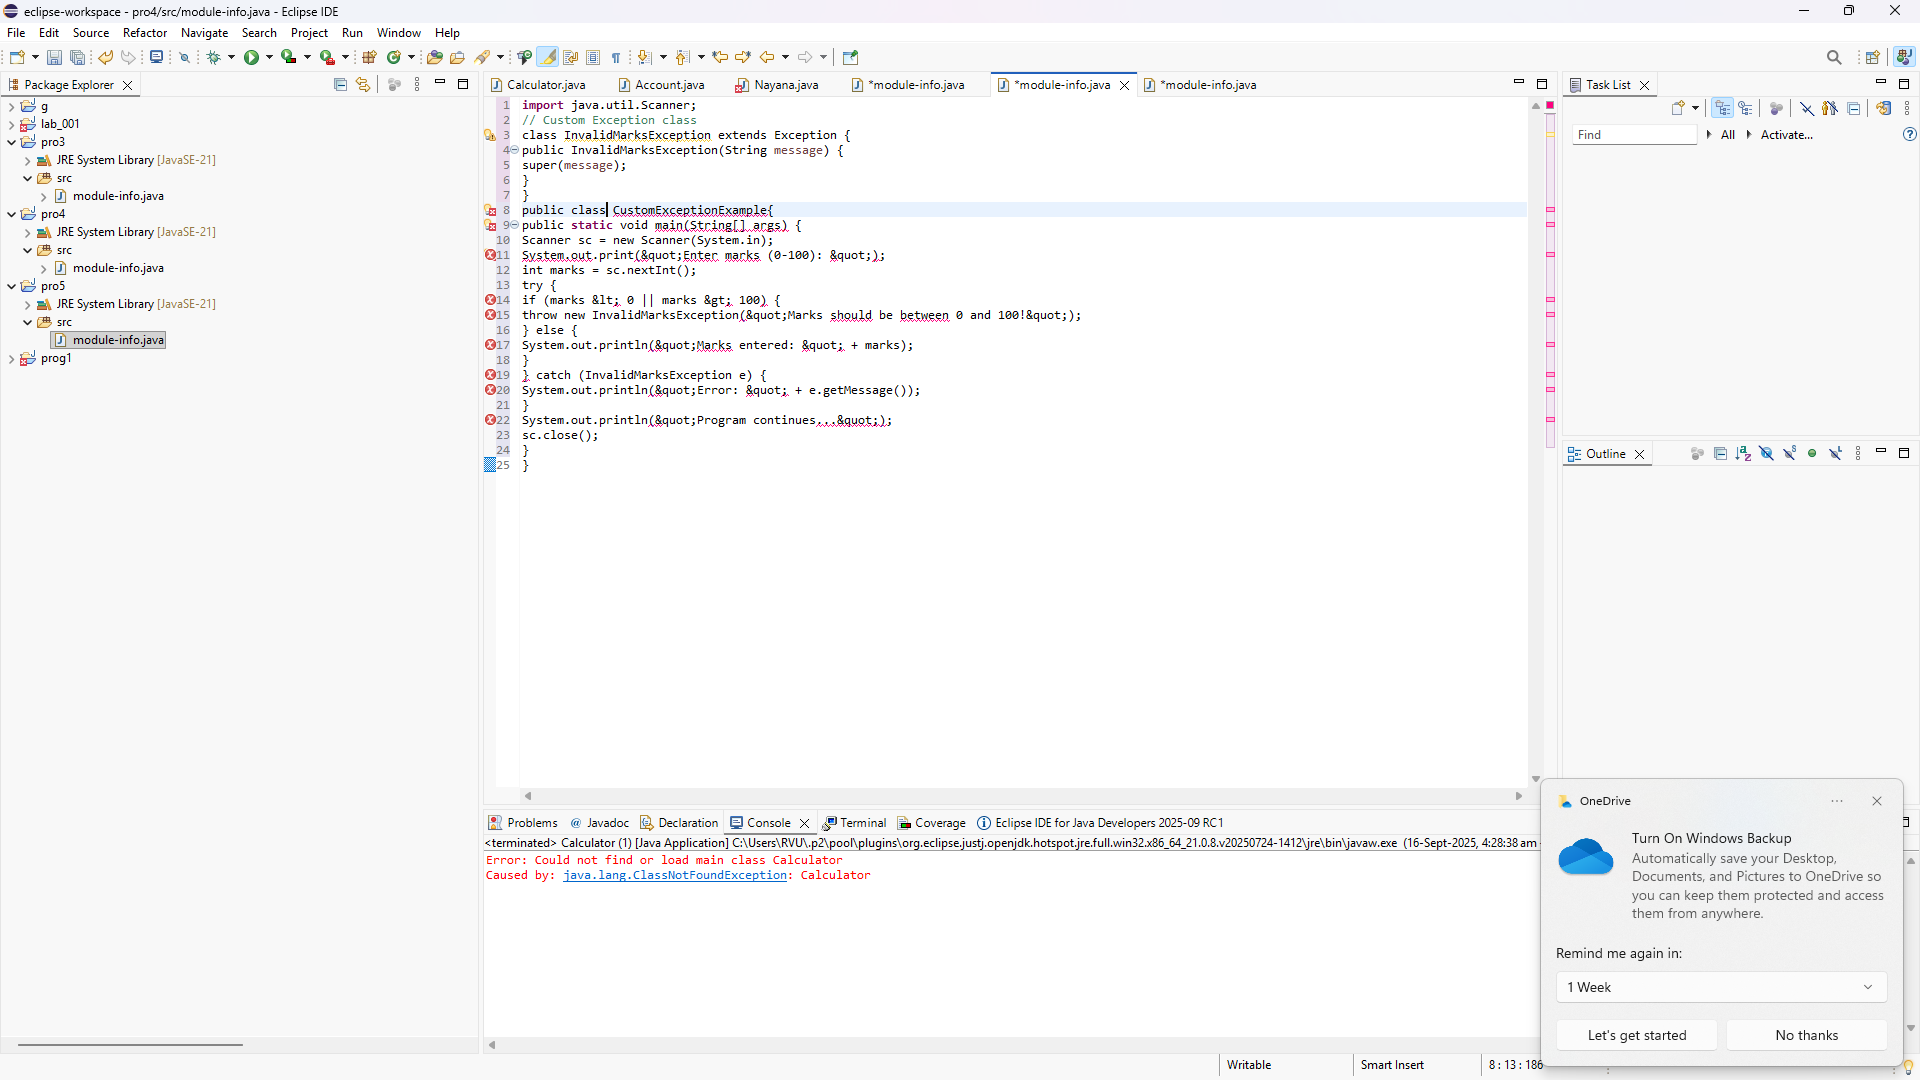 eclipse-workspace - pro4/src/module-info.java - Eclipse IDE
File Edit Source Refactor Navigate Search Project Run Window Help
Package Explorer
g
lab_001
pro3
JRE System Library [JavaSE-21]
src
module-info.java
pro4
JRE System Library [JavaSE-21]
src
module-info.java
pro5
JRE System Library [JavaSE-21]
src
module-info.java
prog1
Calculator.java Account.java Nayana.java *module-info.java *module-info.java *module-info.java
1 import java.util.Scanner;
2 // Custom Exception class
3 class InvalidMarksException extends Exception {
4 public InvalidMarksException(String message) {
5 super(message);
6 }
7 }
8 public class CustomExceptionExample{
9 public static void main(String[] args) {
10 Scanner sc = new Scanner(System.in);
11 System.out.print(&quot;Enter marks (0-100): &quot;);
12 int marks = sc.nextInt();
13 try {
14 if (marks &lt; 0 || marks &gt; 100) {
15 throw new InvalidMarksException(&quot;Marks should be between 0 and 100!&quot;);
16 } else {
17 System.out.println(&quot;Marks entered: &quot; + marks);
18 }
19 } catch (InvalidMarksException e) {
20 System.out.println(&quot;Error: &quot; + e.getMessage());
21 }
22 System.out.println(&quot;Program continues...&quot;);
23 sc.close();
24 }
25 }
Task List
Find All Activate...
Outline
Problems Javadoc Declaration Console Terminal Coverage Eclipse IDE for Java Developers 2025-09 RC1
<terminated> Calculator (1) [Java Application] C:\Users\RVU\.p2\pool\plugins\org.eclipse.justj.openjdk.hotspot.jre.full.win32.x86_64_21.0.8.v20250724-1412\jre\bin\javaw.exe (16-Sept-2025, 4:28:38 am
Error: Could not find or load main class Calculator
Caused by: java.lang.ClassNotFoundException: Calculator
OneDrive
Turn On Windows Backup
Automatically save your Desktop,
Documents, and Pictures to OneDrive so
you can keep them protected and access
them from anywhere.
Remind me again in:
1 Week
Let's get started No thanks
Writable Smart Insert 8 : 13 : 186